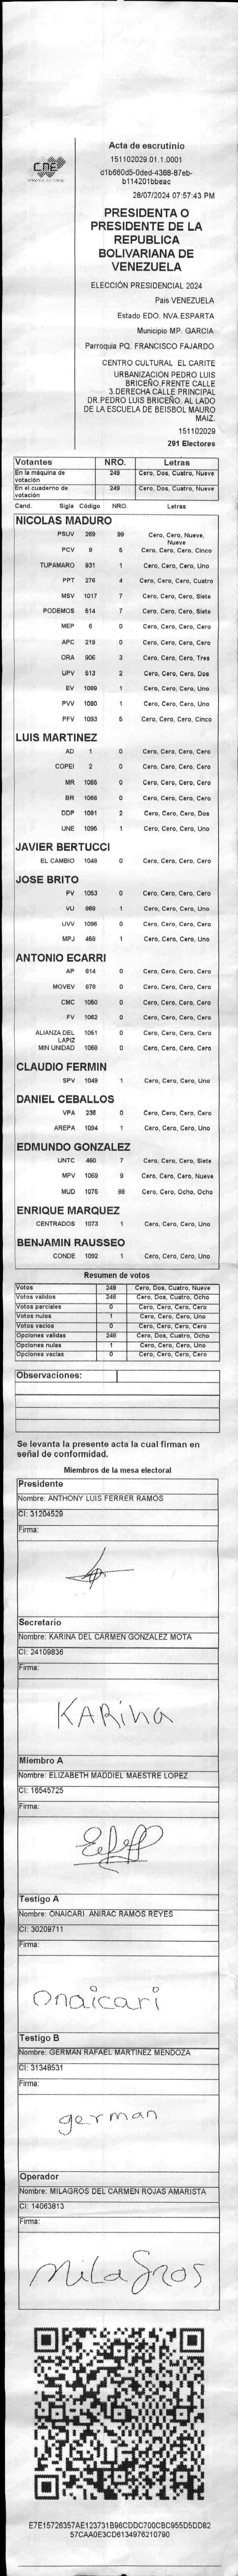 CNE
Acta de escrutinio
151102029.01.1.0001
d1b660d5-0ded-4388-87eb-
b114201bbeac
28/07/2024 07:57:43 PM
PRESIDENTA O
PRESIDENTE DE LA
REPUBLICA
BOLIVARIANA DE
VENEZUELA
ELECCIÓN PRESIDENCIAL 2024
Pais VENEZUELA
Estado EDO. NVA.ESPARTA
Municipio MP. GARCIA
Parroquia PQ. FRANCISCO FAJARDO
CENTRO CULTURAL EL CARITE
URBANIZACION PEDRO LUIS
BRICEÑO.FRENTE CALLE
3.DERECHA CALLE PRINCIPAL
DR.PEDRO LUIS BRICEÑO. AL LADO
DE LA ESCUELA DE BEISBOL MAURO
MAIZ.
151102029
291 Electores
Votantes NRO. Letras
En la máquina de votación 249 Cero, Dos, Cuatro, Nueve
En el cuaderno de votación 249 Cero, Dos, Cuatro, Nueve
Cand. Sigla Código NRO. Letras
NICOLAS MADURO
PSUV 269 99 Cero, Cero, Nueve, Nueve
PCV 9 5 Cero, Cero, Cero, Cinco
TUPAMARO 931 1 Cero, Cero, Cero, Uno
PPT 276 4 Cero, Cero, Cero, Cuatro
MSV 1017 7 Cero, Cero, Cero, Siete
PODEMOS 514 7 Cero, Cero, Cero, Siete
MEP 6 0 Cero, Cero, Cero, Cero
APC 219 0 Cero, Cero, Cero, Cero
ORA 906 3 Cero, Cero, Cero, Tres
UPV 613 2 Cero, Cero, Cero, Dos
EV 1089 1 Cero, Cero, Cero, Uno
PVV 1090 1 Cero, Cero, Cero, Uno
PFV 1093 5 Cero, Cero, Cero, Cinco
LUIS MARTINEZ
AD 1 0 Cero, Cero, Cero, Cero
COPEI 2 0 Cero, Cero, Cero, Cero
MR 1065 0 Cero, Cero, Cero, Cero
BR 1066 0 Cero, Cero, Cero, Cero
DDP 1091 2 Cero, Cero, Cero, Dos
UNE 1095 1 Cero, Cero, Cero, Uno
JAVIER BERTUCCI
EL CAMBIO 1048 0 Cero, Cero, Cero, Cero
JOSE BRITO
PV 1053 0 Cero, Cero, Cero, Cero
VU 968 1 Cero, Cero, Cero, Uno
UVV 1096 0 Cero, Cero, Cero, Cero
MPJ 458 1 Cero, Cero, Cero, Uno
ANTONIO ECARRI
AP 814 0 Cero, Cero, Cero, Cero
MOVEV 878 0 Cero, Cero, Cero, Cero
CMC 1050 0 Cero, Cero, Cero, Cero
FV 1062 0 Cero, Cero, Cero, Cero
ALIANZA DEL LAPIZ 1051 0 Cero, Cero, Cero, Cero
MIN UNIDAD 1088 0 Cero, Cero, Cero, Cero
CLAUDIO FERMIN
SPV 1049 1 Cero, Cero, Cero, Uno
DANIEL CEBALLOS
VPA 236 0 Cero, Cero, Cero, Cero
AREPA 1094 1 Cero, Cero, Cero, Uno
EDMUNDO GONZALEZ
UNTC 460 7 Cero, Cero, Cero, Siete
MPV 1069 9 Cero, Cero, Cero, Nueve
MUD 1075 88 Cero, Cero, Ocho, Ocho
ENRIQUE MARQUEZ
CENTRADOS 1073 1 Cero, Cero, Cero, Uno
BENJAMIN RAUSSEO
CONDE 1092 1 Cero, Cero, Cero, Uno
Resumen de votos
Votos 249 Cero, Dos, Cuatro, Nueve
Votos válidos 248 Cero, Dos, Cuatro, Ocho
Votos parciales 0 Cero, Cero, Cero, Cero
Votos nulos 1 Cero, Cero, Cero, Uno
Votos vacios 0 Cero, Cero, Cero, Cero
Opciones validas 248 Cero, Dos, Cuatro, Ocho
Opciones nulas 1 Cero, Cero, Cero, Uno
Opciones vacias 0 Cero, Cero, Cero, Cero
Observaciones:
Se levanta la presente acta la cual firman en
señal de conformidad.
Miembros de la mesa electoral
Presidente
Nombre: ANTHONY LUIS FERRER RAMOS
CI: 31204529
Firma:
Secretario
Nombre: KARINA DEL CARMEN GONZALEZ MOTA
CI: 24109836
Firma:
KARINA
Miembro A
Nombre: ELIZABETH MADDIEL MAESTRE LOPEZ
CI: 16545725
Firma:
Testigo A
Nombre: ONAICARI ANIRAC RAMOS REYES
CI: 30209711
Firma:
Onaicari
Testigo B
Nombre: GERMAN RAFAEL MARTINEZ MENDOZA
CI: 31348531
Firma:
german
Operador
Nombre: MILAGROS DEL CARMEN ROJAS AMARISTA
CI: 14063813
Firma:
Milagros
E7E15726357AE123731B96CDDC700CBC955D5DD82
57CAA0E3CD6134976210790